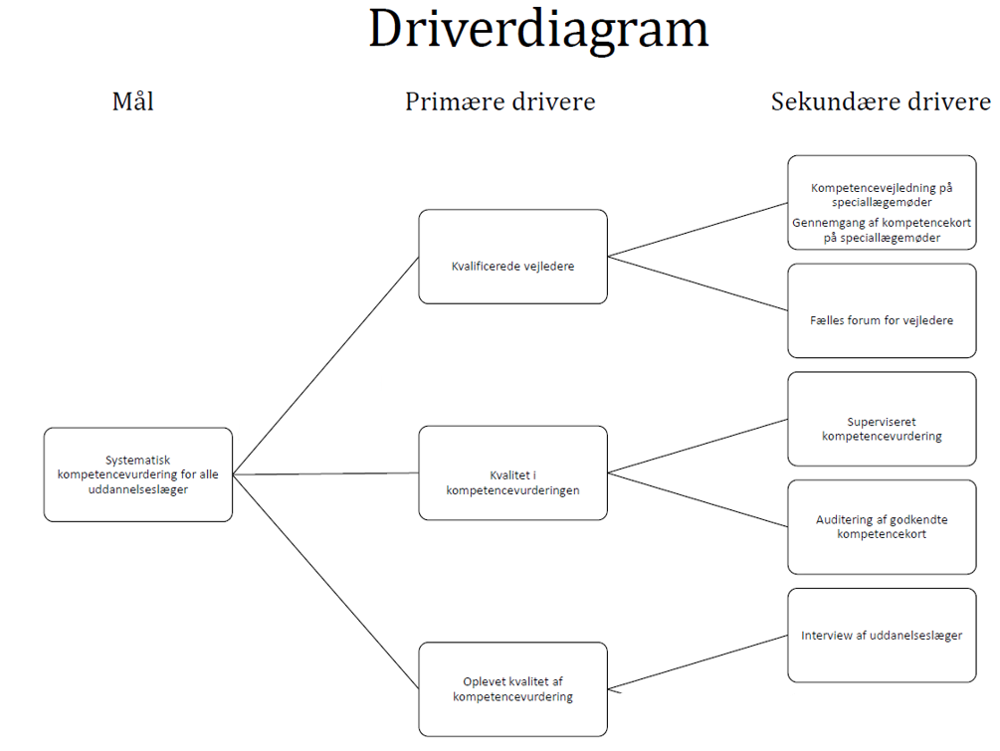 Driverdiagram
Mål
Primære drivere
Sekundære drivere
Systematisk
kompetencevurdering for alle
uddannelseslæger
Kvalificerede vejledere
Kvalitet i
kompetencevurderingen
Oplevet kvalitet af
kompetencevurdering
Kompetencevejledning på
speciallægemøder
Gennemgang af kompetencekort
på speciallægemøder
Fælles forum for vejledere
Superviseret
kompetencevurdering
Auditering af godkendte
kompetencekort
Interview af uddanelseslæger